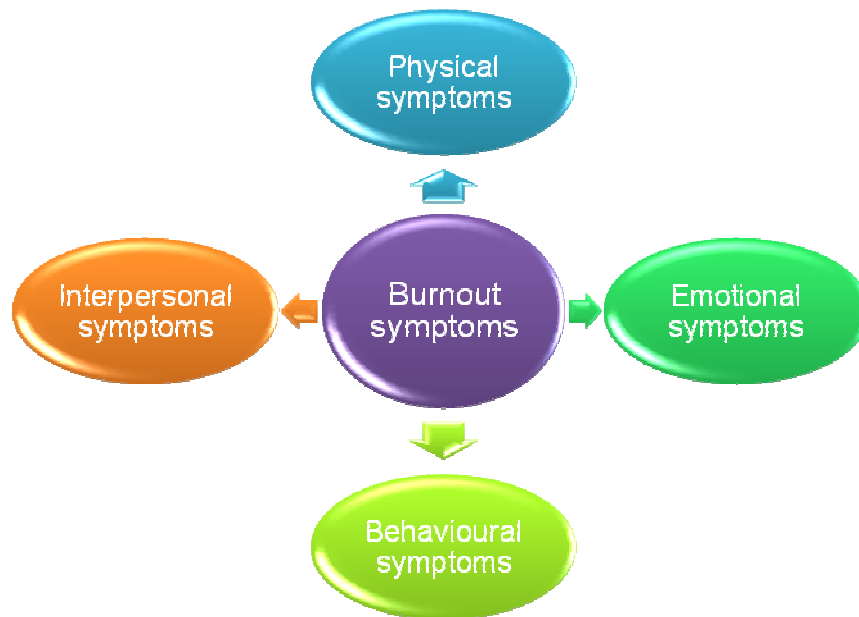 Physical
symptoms
Interpersonal
symptoms
Burnout
symptoms
Emotional
symptoms
Behavioural
symptoms